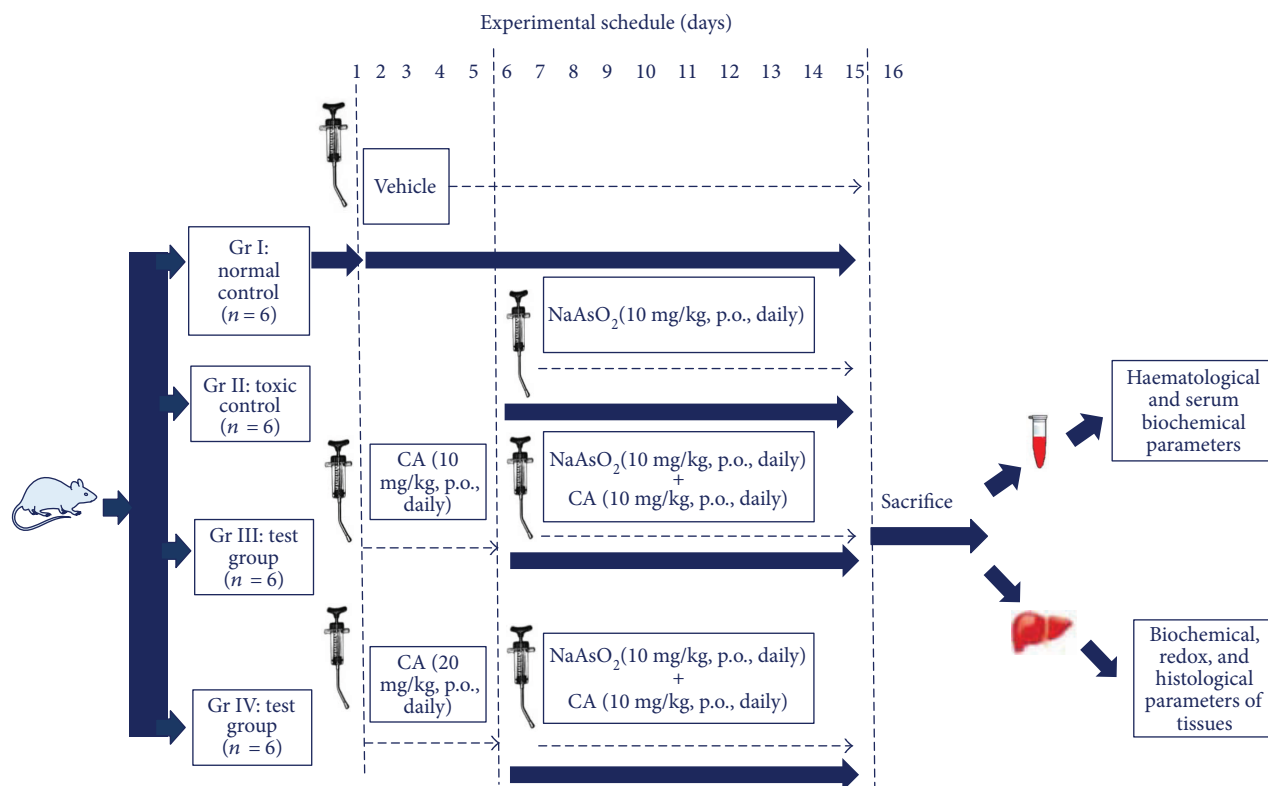 Experimental schedule (days)
1 2 3 4 5 6 7 8 9 10 11 12 13 14 15 16
Vehicle
Gr I:
normal
control
(n = 6)
NaAsO₂(10 mg/kg, p.o., daily)
Gr II: toxic
control
(n = 6)
CA (10
mg/kg, p.o.,
daily)
NaAsO₂(10 mg/kg, p.o., daily)
+
CA (10 mg/kg, p.o., daily)
Gr III: test
group
(n = 6)
CA (20
mg/kg, p.o.,
daily)
NaAsO₂(10 mg/kg, p.o., daily)
+
CA (10 mg/kg, p.o., daily)
Gr IV: test
group
(n = 6)
Sacrifice
Haematological
and serum
biochemical
parameters
Biochemical,
redox, and
histological
parameters of
tissues